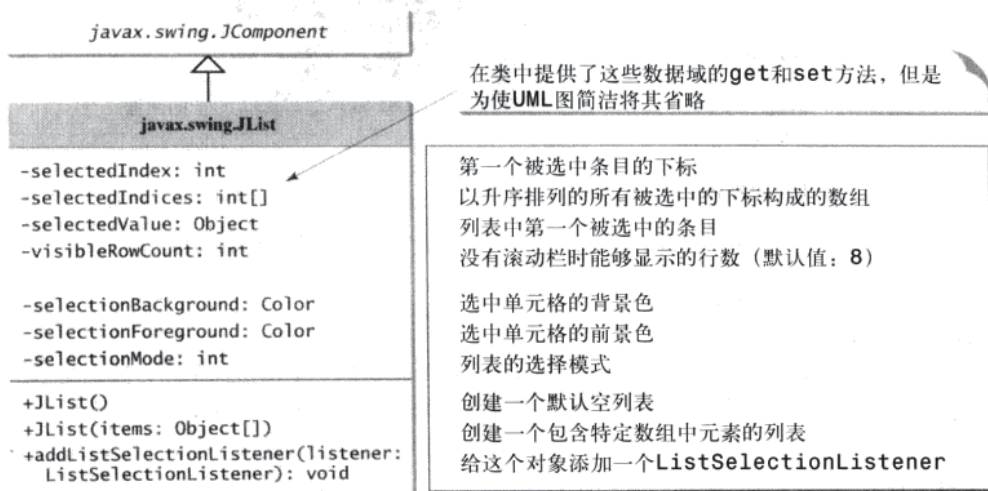 javax.swing.JComponent
在类中提供了这些数据域的get和set方法，但是
为使UML图简洁将其省略
javax.swing.JList
-selectedIndex: int
-selectedIndices: int[]
-selectedValue: Object
-visibleRowCount: int
-selectionBackground: Color
-selectionForeground: Color
-selectionMode: int
+JList()
+JList(items: Object[])
+addListSelectionListener(listener:
ListSelectionListener): void
第一个被选中条目的下标
以升序排列的所有被选中的下标构成的数组
列表中第一个被选中的条目
没有滚动栏时能够显示的行数（默认值：8）
选中单元格的背景色
选中单元格的前景色
列表的选择模式
创建一个默认空列表
创建一个包含特定数组中元素的列表
给这个对象添加一个ListSelectionListener